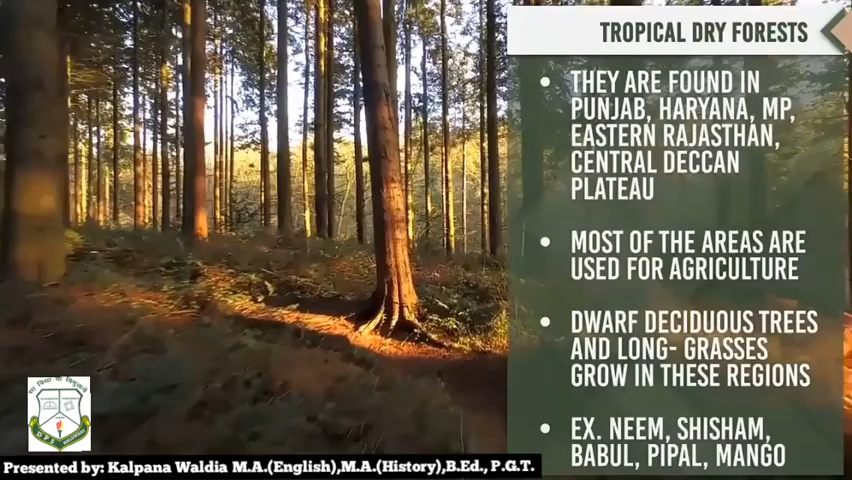 TROPICAL DRY FORESTS
• THEY ARE FOUND IN
PUNJAB, HARYANA, MP,
EASTERN RAJASTHAN,
CENTRAL DECCAN
PLATEAU
• MOST OF THE AREAS ARE
USED FOR AGRICULTURE
• DWARF DECIDUOUS TREES
AND LONG- GRASSES
GROW IN THESE REGIONS
• EX. NEEM, SHISHAM,
BABUL, PIPAL, MANGO
Presented by: Kalpana Waldia M.A.(English),M.A.(History),B.Ed., P.G.T.